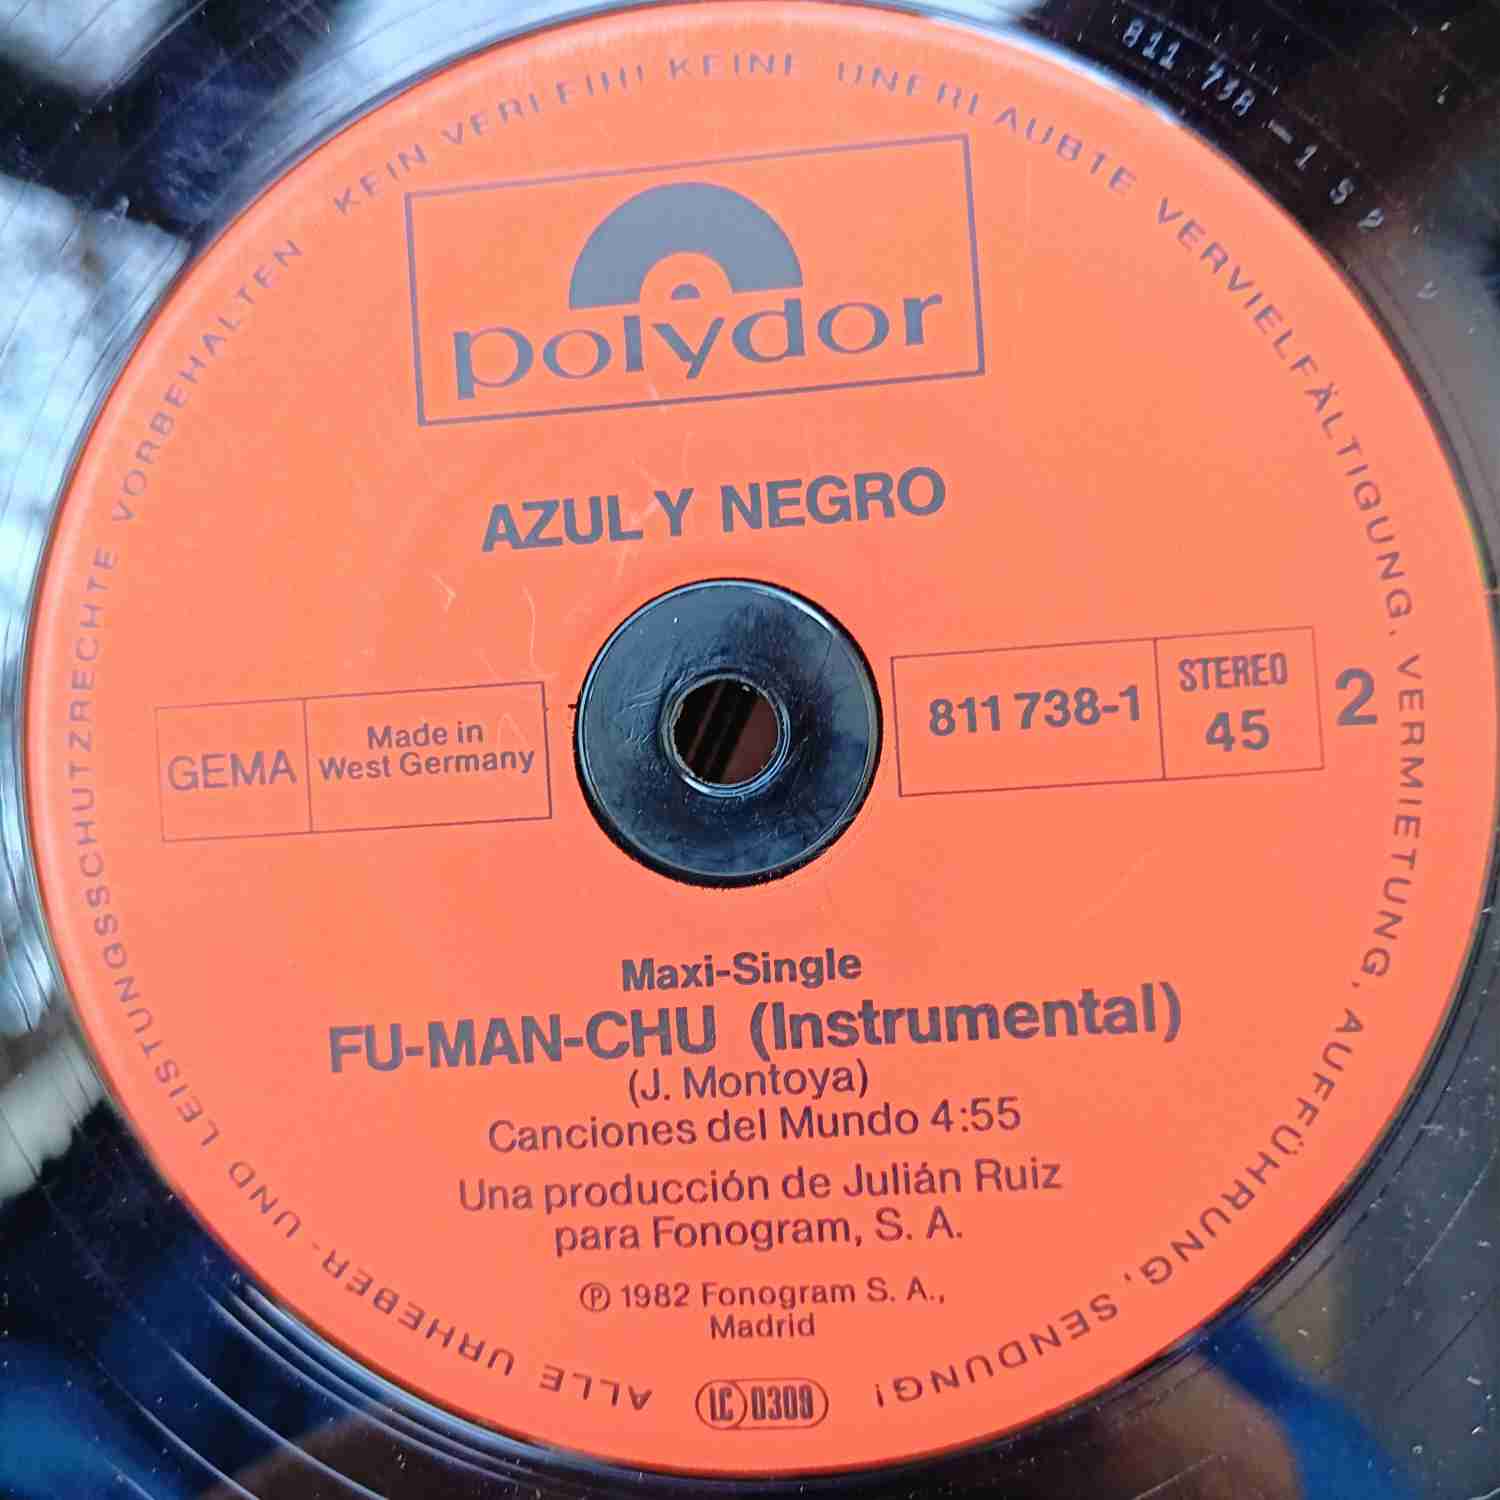 ALLE URHEBER- UND LEISTUNGSSCHUTZRECHTE VORBEHALTEN KEIN VERLEIH! KEINE UNERLAUBTE VERVIELFÄLTIGUNG, VERMIETUNG, AUFFÜHRUNG, SENDUNG!
811 738-1 S 2
polydor
AZUL Y NEGRO
GEMA
Made in
West Germany
811 738-1
STEREO
45
2
Maxi-Single
FU-MAN-CHU (Instrumental)
(J. Montoya)
Canciones del Mundo 4:55
Una producción de Julián Ruiz
para Fonogram, S. A.
℗ 1982 Fonogram S. A.,
Madrid
LC 0309